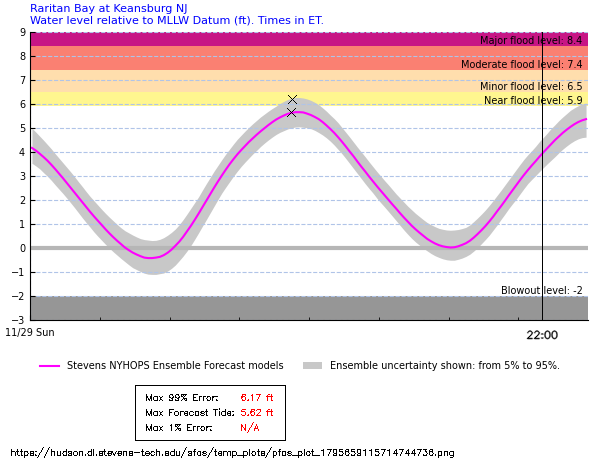 Raritan Bay at Keansburg NJ
Water level relative to MLLW Datum (ft). Times in ET.
9
Major flood level: 8.4
8
Moderate flood level: 7.4
7
Minor flood level: 6.5
6
Near flood level: 5.9
5
4
3
2
1
0
−1
Blowout level: -2
−2
−3
11/29 Sun
22:00
Stevens NYHOPS Ensemble Forecast models
Ensemble uncertainty shown: from 5% to 95%.
Max 99% Error: 6.17 ft
Max Forecast Tide: 5.62 ft
Max 1% Error: N/A
https://hudson.dl.stevens-tech.edu/sfas/temp_plots/pfas_plot_1795659115714744736.png